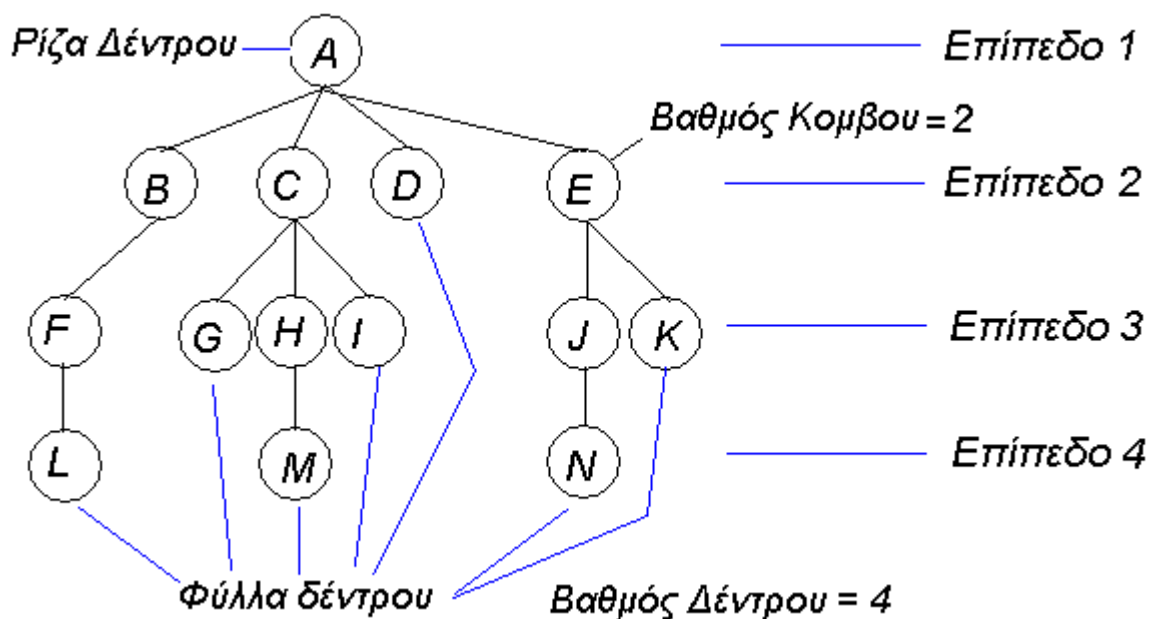 Ρίζα Δέντρου
A
Επίπεδο 1
Βαθμός Κομβου = 2
B
C
D
E
Επίπεδο 2
F
G
H
I
J
K
Επίπεδο 3
L
M
N
Επίπεδο 4
Φύλλα δέντρου
Βαθμός Δέντρου = 4